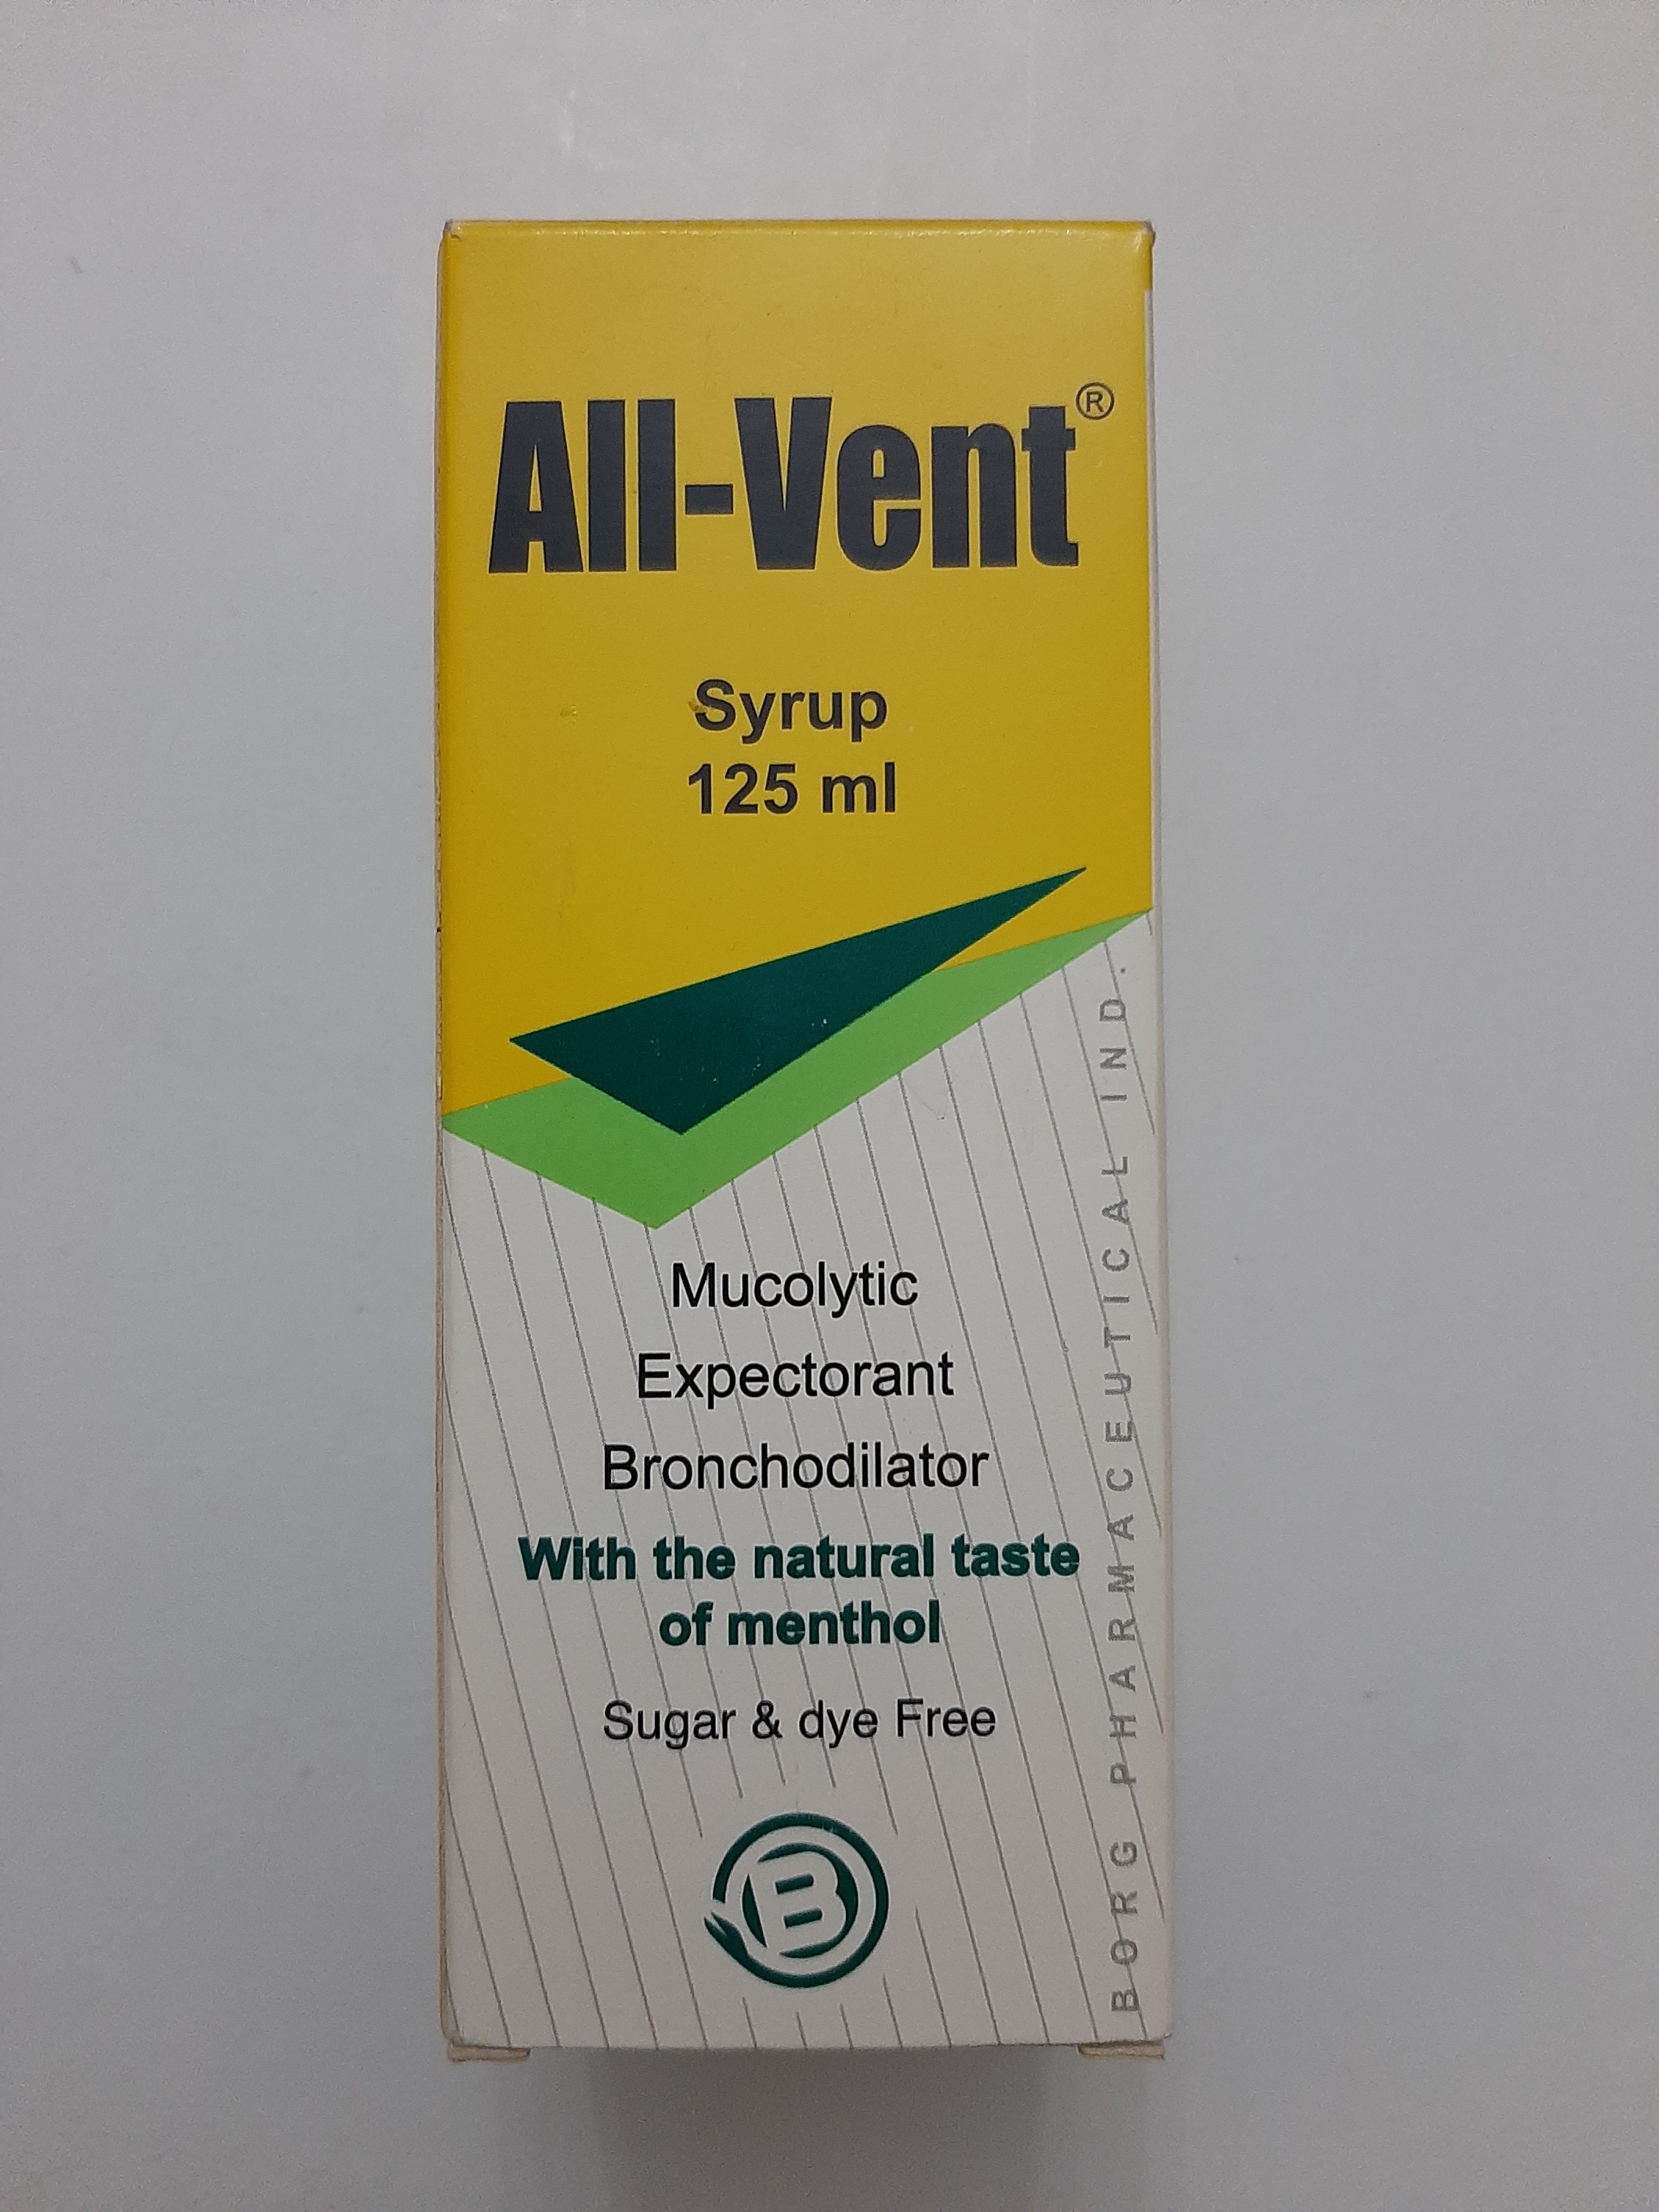 All-Vent®
Syrup
125 ml
Mucolytic
Expectorant
Bronchodilator
With the natural taste
of menthol
Sugar & dye Free
B
BORG PHARMACEUTICAL IND.